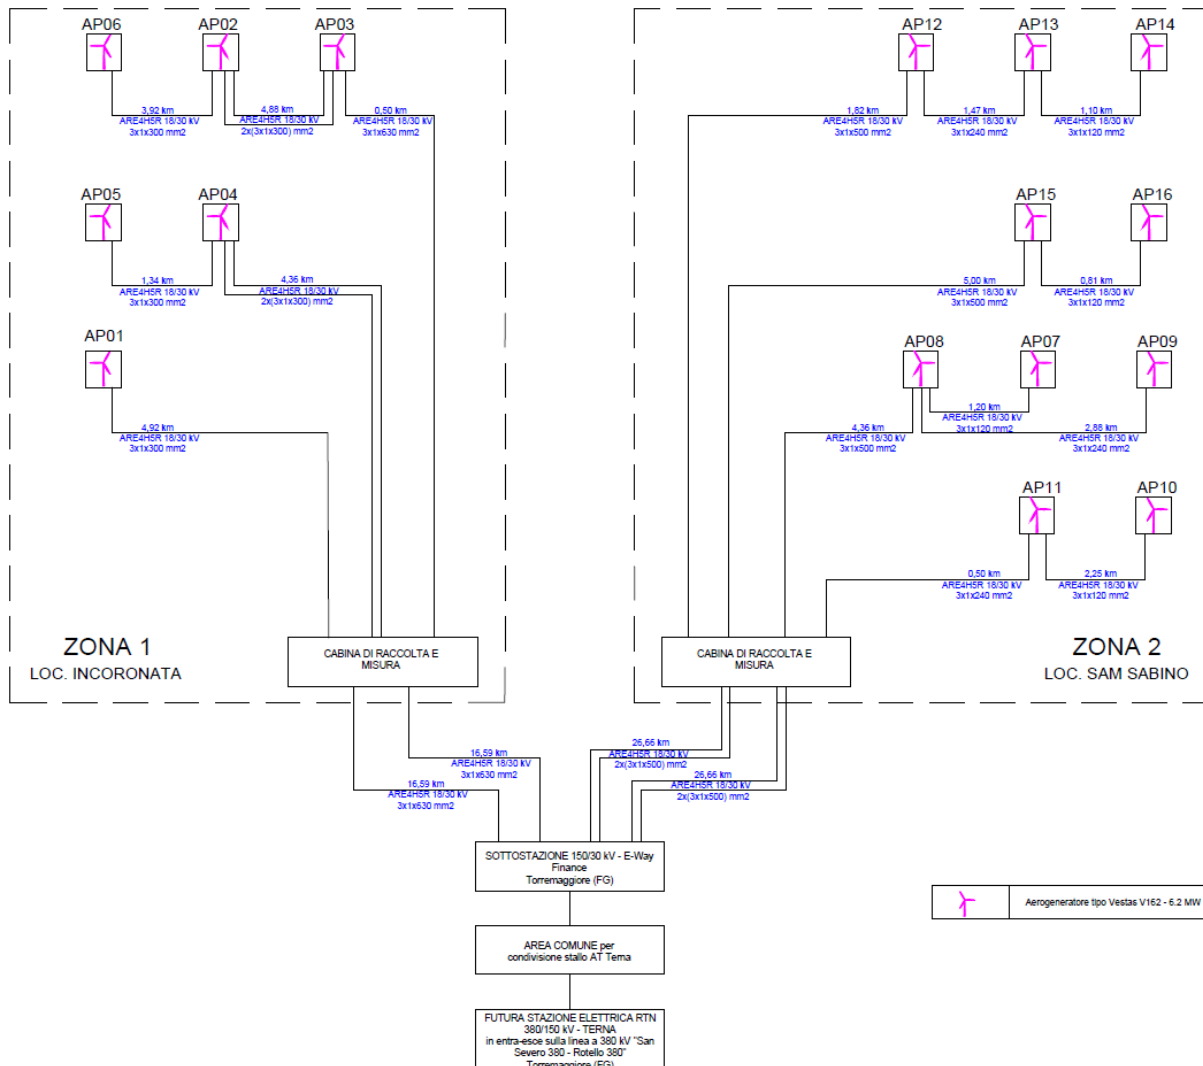 AP06
AP02
AP03
3,92 km
ARE4H5R 18/30 kV
3x1x300 mm2
4,88 km
ARE4H5R 18/30 kV
2x(3x1x300) mm2
0,50 km
ARE4H5R 18/30 kV
3x1x630 mm2
AP05
AP04
1,34 km
ARE4H5R 18/30 kV
3x1x300 mm2
4,36 km
ARE4H5R 18/30 kV
2x(3x1x300) mm2
AP01
4,92 km
ARE4H5R 18/30 kV
3x1x300 mm2
ZONA 1
LOC. INCORONATA
CABINA DI RACCOLTA E
MISURA
AP12
AP13
AP14
1,82 km
ARE4H5R 18/30 kV
3x1x500 mm2
1,47 km
ARE4H5R 18/30 kV
3x1x240 mm2
1,10 km
ARE4H5R 18/30 kV
3x1x120 mm2
AP15
AP16
5,00 km
ARE4H5R 18/30 kV
3x1x500 mm2
0,81 km
ARE4H5R 18/30 kV
3x1x120 mm2
AP08
AP07
AP09
4,36 km
ARE4H5R 18/30 kV
3x1x500 mm2
1,20 km
ARE4H5R 18/30 kV
3x1x120 mm2
2,88 km
ARE4H5R 18/30 kV
3x1x240 mm2
AP11
AP10
0,50 km
ARE4H5R 18/30 kV
3x1x240 mm2
2,25 km
ARE4H5R 18/30 kV
3x1x120 mm2
CABINA DI RACCOLTA E
MISURA
ZONA 2
LOC. SAM SABINO
16,59 km
ARE4H5R 18/30 kV
3x1x630 mm2
16,59 km
ARE4H5R 18/30 kV
3x1x630 mm2
26,66 km
ARE4H5R 18/30 kV
2x(3x1x500) mm2
26,66 km
ARE4H5R 18/30 kV
2x(3x1x500) mm2
SOTTOSTAZIONE 150/30 kV - E-Way
Finance
Torremaggiore (FG)
AREA COMUNE per
condivisione stallo AT Terna
FUTURA STAZIONE ELETTRICA RTN
380/150 kV - TERNA
in entra-esce sulla linea a 380 kV "San
Severo 380 - Rotello 380"
Torremaggiore (FG)
Aerogeneratore tipo Vestas V162 - 6.2 MW